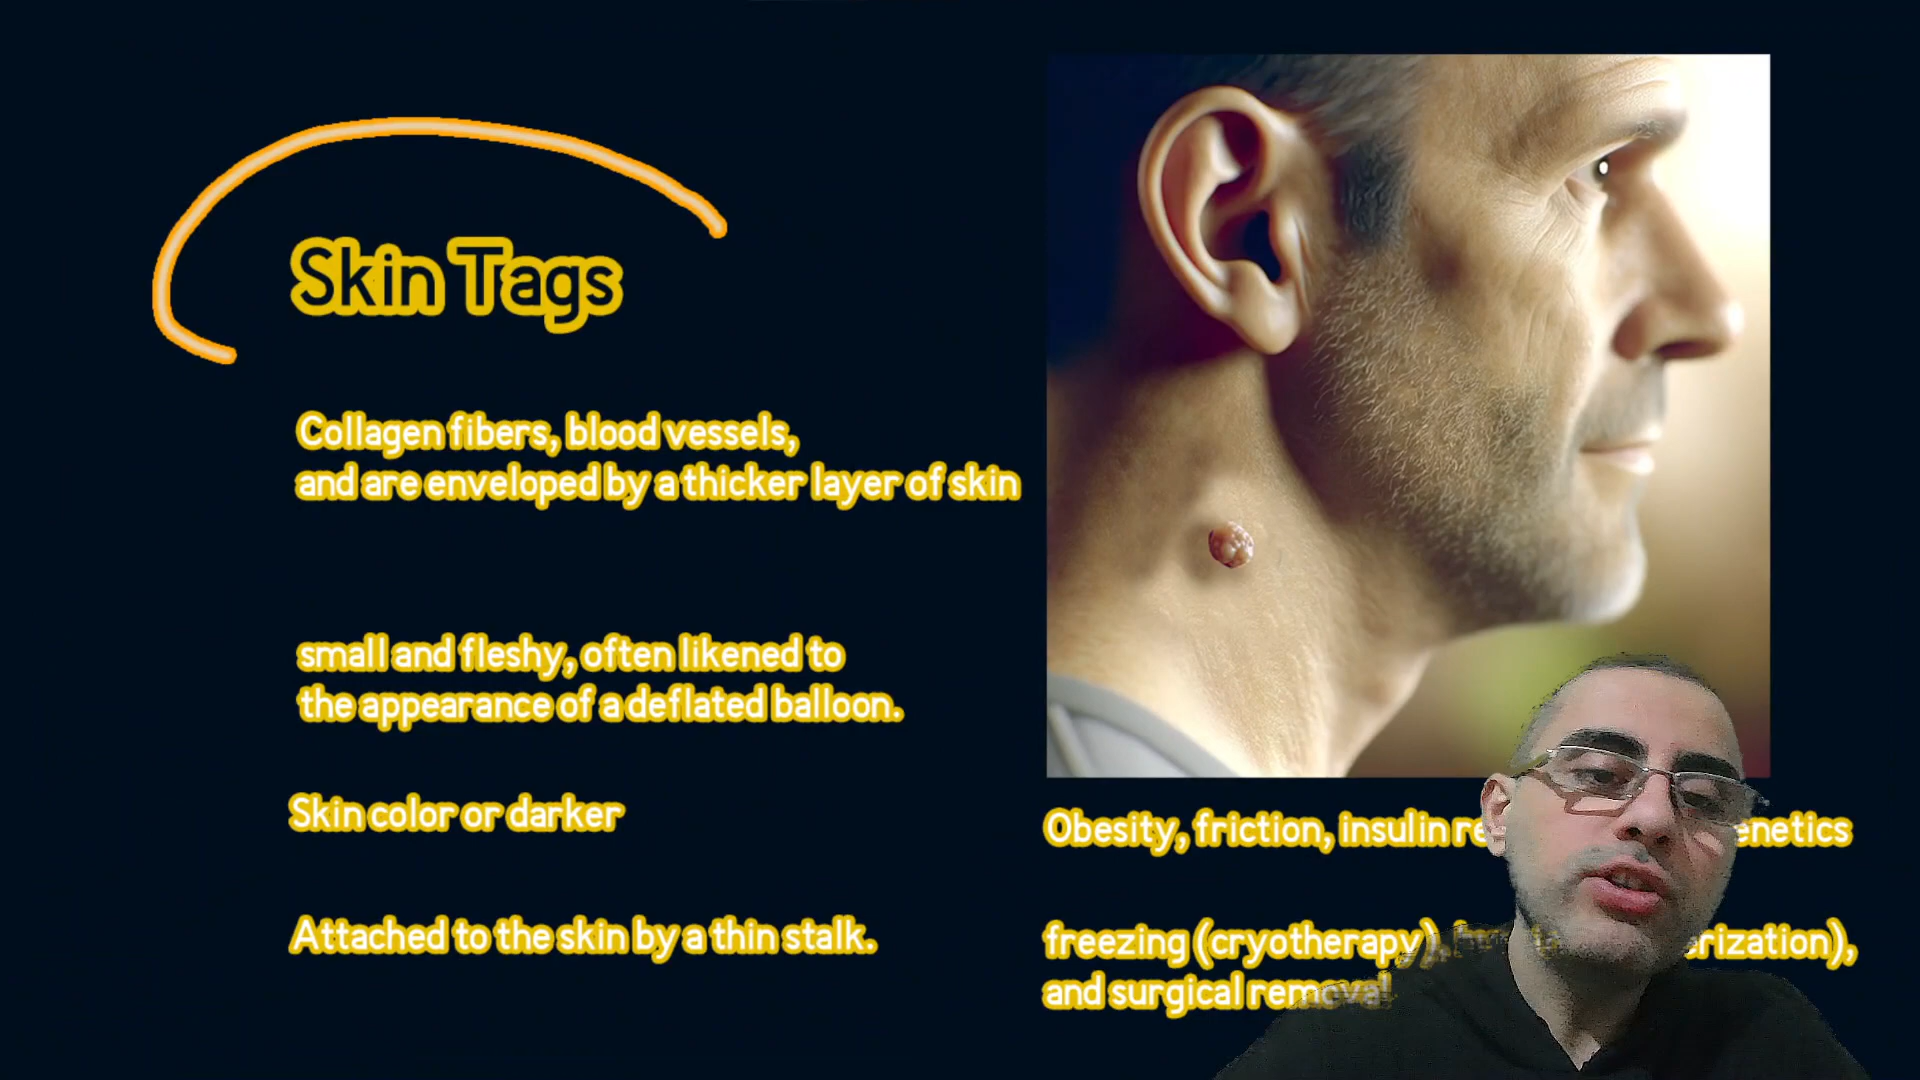 Skin Tags
Collagen fibers, blood vessels,
and are enveloped by a thicker layer of skin
small and fleshy, often likened to
the appearance of a deflated balloon.
Skin color or darker
Attached to the skin by a thin stalk.
Obesity, friction, insulin
freezing (cryotherapy),
and surgical removal